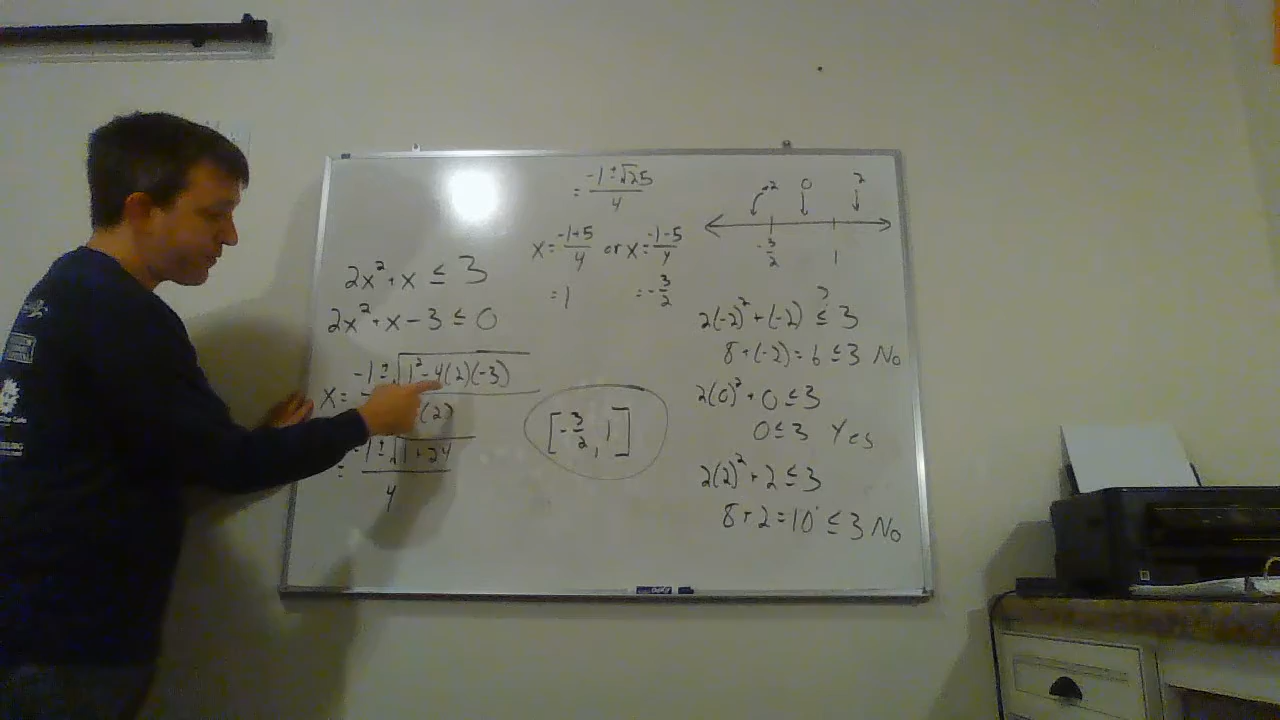 2x² + x ≤ 3
2x² + x - 3 ≤ 0
x = -1 ± √1² - 4(2)(-3)
(2)
= -1 ± √1 + 24
4
= -1 ± √25
4
x = -1+5 or x = -1-5
4 4
= 1 = -3/2
[-3/2, 1]
-2 0 2
-3/2 1
?
2(-2)² + (-2) ≤ 3
8 + (-2) = 6 ≤ 3 No
2(0)² + 0 ≤ 3
0 ≤ 3 Yes
2(2)² + 2 ≤ 3
8 + 2 = 10 ≤ 3 No